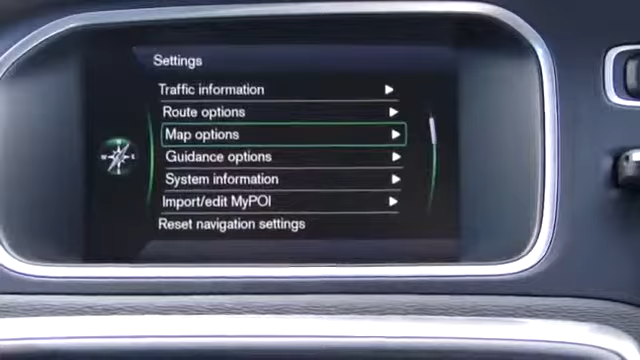 Settings
Traffic information
Route options
Map options
Guidance options
System information
Import/edit MyPOI
Reset navigation settings